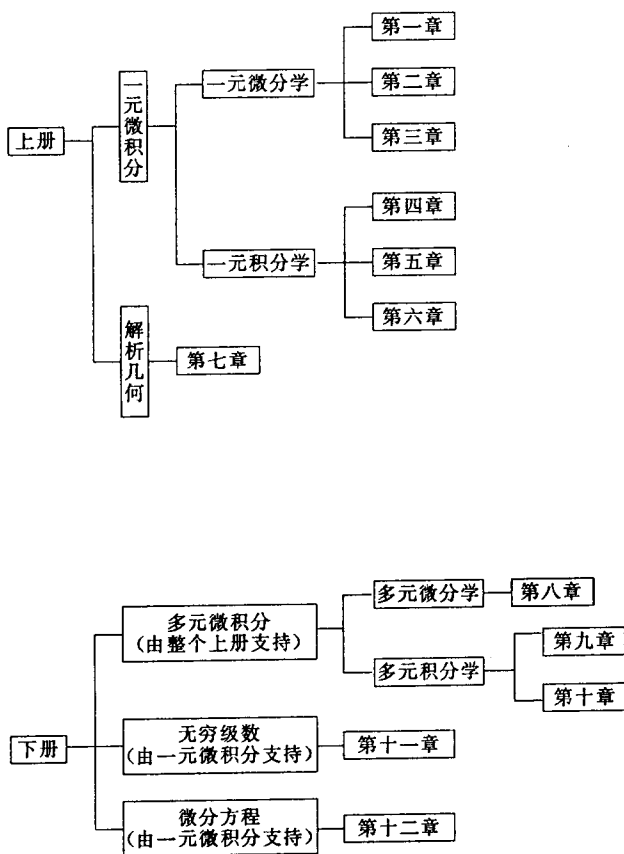 上册
一元微积分
一元微分学
第一章
第二章
第三章
一元积分学
第四章
第五章
第六章
解析几何
第七章
下册
多元微积分
（由整个上册支持）
多元微分学
第八章
多元积分学
第九章
第十章
无穷级数
（由一元微积分支持）
第十一章
微分方程
（由一元微积分支持）
第十二章